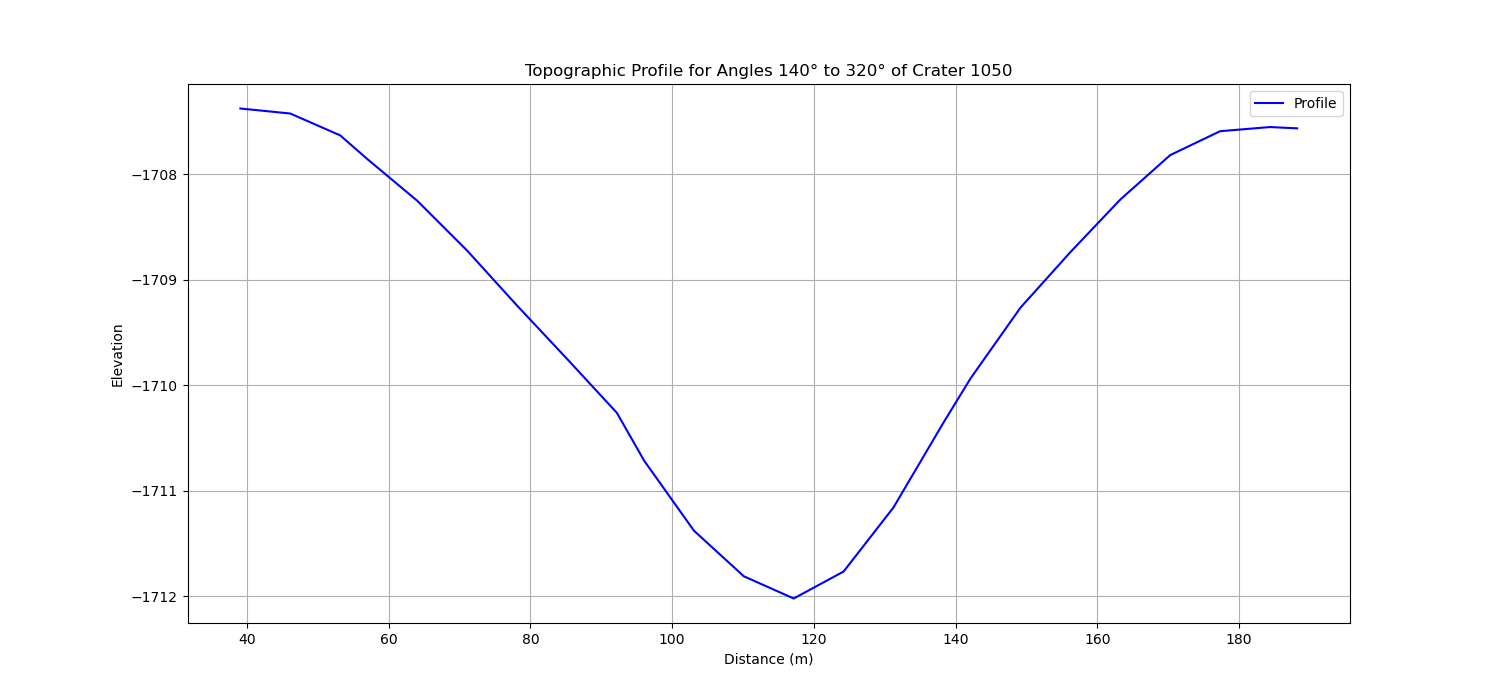 Topographic Profile for Angles 140° to 320° of Crater 1050
Profile
−1708
−1709
−1710
−1711
−1712
Elevation
40 60 80 100 120 140 160 180
Distance (m)